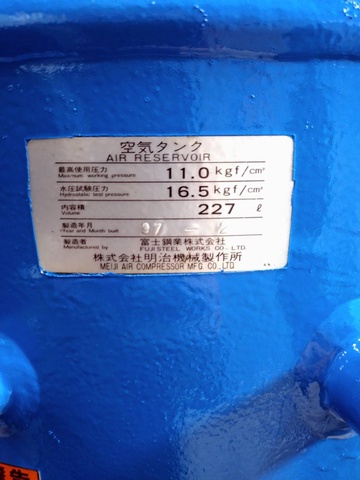 空気タンク
AIR RESERVOIR
最高使用圧力 11.0 kgf/cm²
Maximum working pressure
水圧試験圧力 16.5 kgf/cm²
Hydrostatic test pressure
内容積 227 ℓ
Volume
製造年月 97 –
Year and Month built
製造者 富士鋼業株式会社
Manufactured by FUJI STEEL WORKS CO., LTD.
株式会社明治機械製作所
MEIJI AIR COMPRESSOR MFG. CO., LTD.